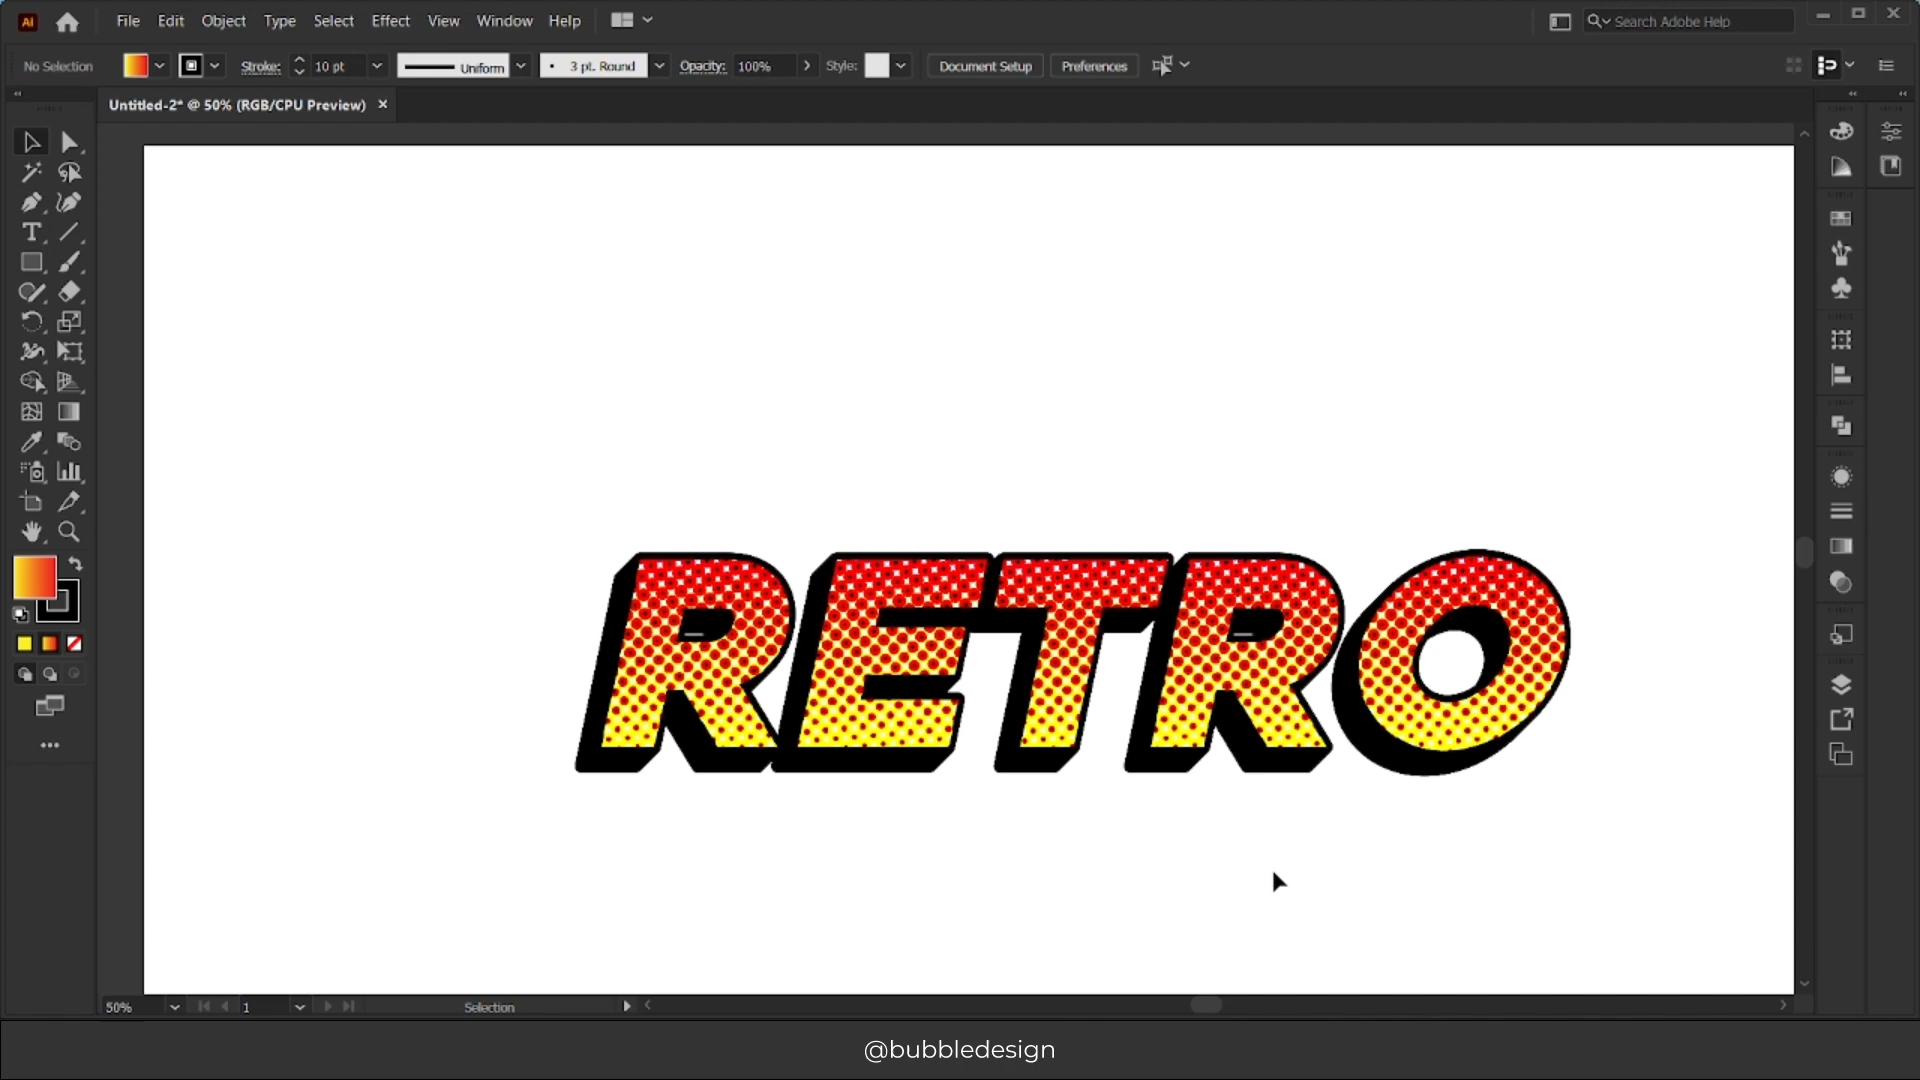 Ai File Edit Object Type Select Effect View Window Help Search Adobe Help
No Selection Stroke: 10 pt Uniform 3 pt. Round Opacity: 100% Style: Document Setup Preferences
Untitled-2* @ 50% (RGB/CPU Preview)
RETRO
50% 1 Selection
@bubbledesign